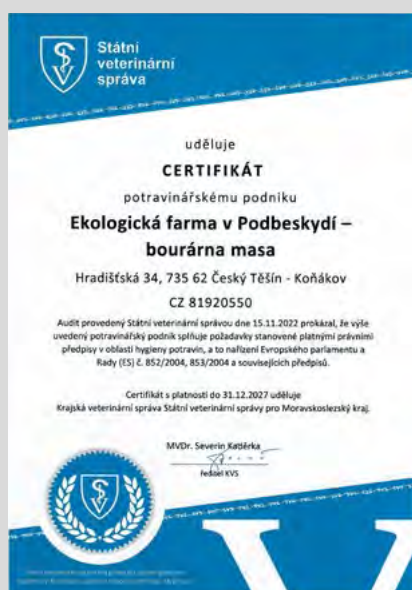 Státní
veterinární
správa
uděluje
CERTIFIKÁT
potravinářskému podniku
Ekologická farma v Podbeskydí –
bourárna masa
Hradišťská 34, 735 62 Český Těšín - Koňákov
CZ 81920550
Audit provedený Státní veterinární správou dne 15.11.2022 prokázal, že výše
uvedený potravinářský podnik splňuje požadavky stanovené platnými právními
předpisy v oblasti hygieny potravin, a to nařízení Evropského parlamentu a
Rady (ES) č. 852/2004, 853/2004 a souvisejících předpisů.
Certifikát s platností do 31.12.2027 uděluje
Krajská veterinární správa Státní veterinární správy pro Moravskoslezský kraj.
MVDr. Severin Kaděrka
ředitel KVS